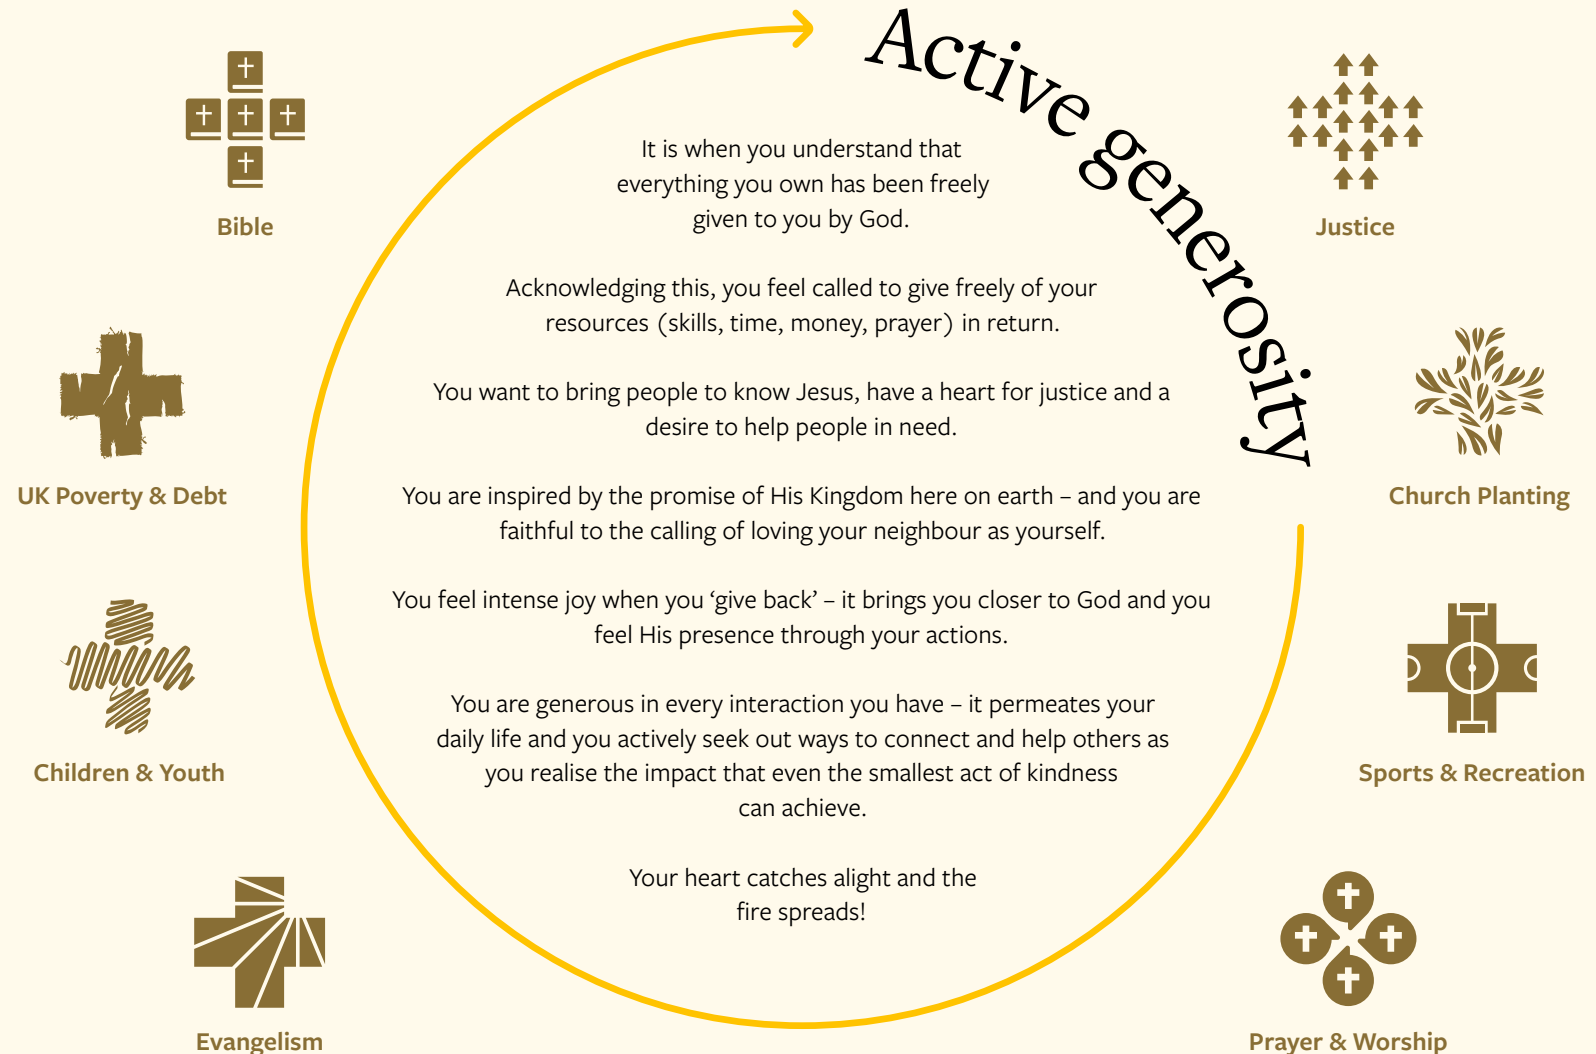 Active generosity
It is when you understand that
everything you own has been freely
given to you by God.
Acknowledging this, you feel called to give freely of your
resources (skills, time, money, prayer) in return.
You want to bring people to know Jesus, have a heart for justice and a
desire to help people in need.
You are inspired by the promise of His Kingdom here on earth – and you are
faithful to the calling of loving your neighbour as yourself.
You feel intense joy when you ‘give back’ – it brings you closer to God and you
feel His presence through your actions.
You are generous in every interaction you have – it permeates your
daily life and you actively seek out ways to connect and help others as
you realise the impact that even the smallest act of kindness
can achieve.
Your heart catches alight and the
fire spreads!
Bible
UK Poverty & Debt
Children & Youth
Evangelism
Justice
Church Planting
Sports & Recreation
Prayer & Worship